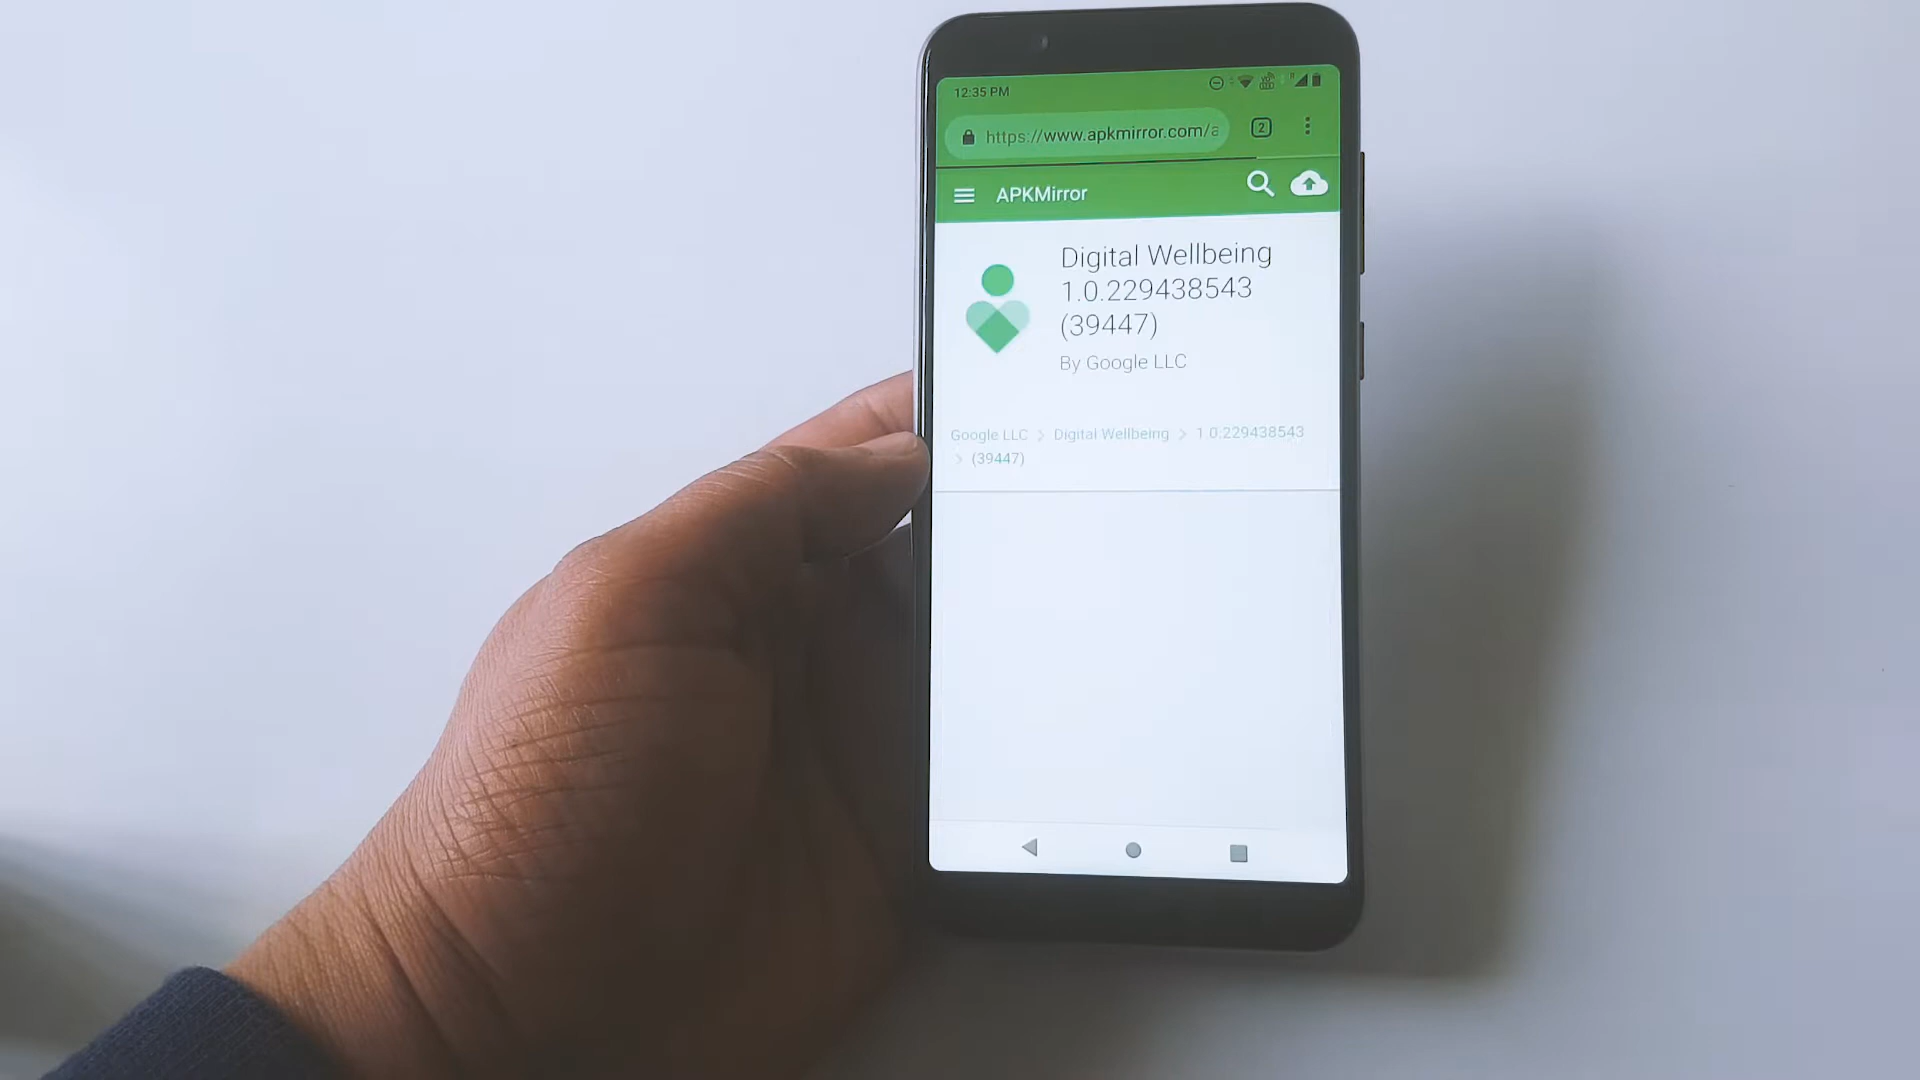 12:35 PM
https://www.apkmirror.com/a
2
APKMirror
Digital Wellbeing
1.0.229438543
(39447)
By Google LLC
Google LLC > Digital Wellbeing > 1.0.229438543
> (39447)